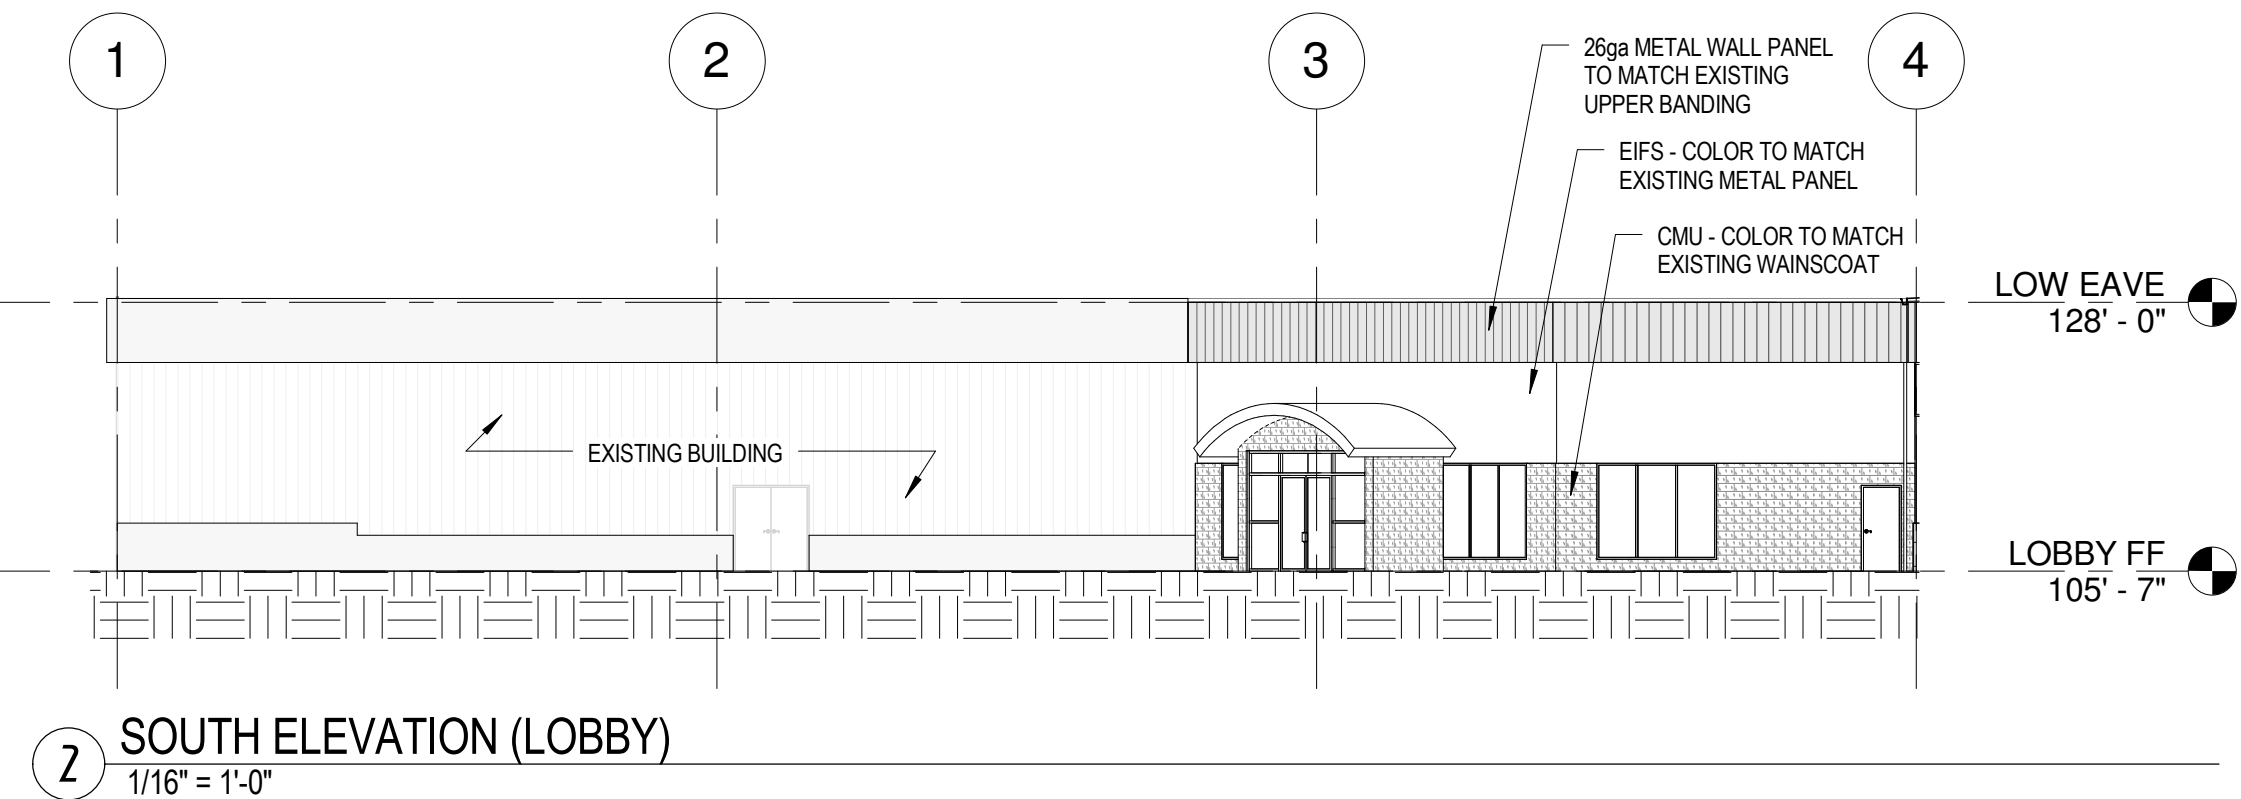 1
2
3
4
26ga METAL WALL PANEL
TO MATCH EXISTING
UPPER BANDING
EIFS - COLOR TO MATCH
EXISTING METAL PANEL
CMU - COLOR TO MATCH
EXISTING WAINSCOAT
LOW EAVE
128' - 0"
EXISTING BUILDING
LOBBY FF
105' - 7"
2
SOUTH ELEVATION (LOBBY)
1/16" = 1'-0"